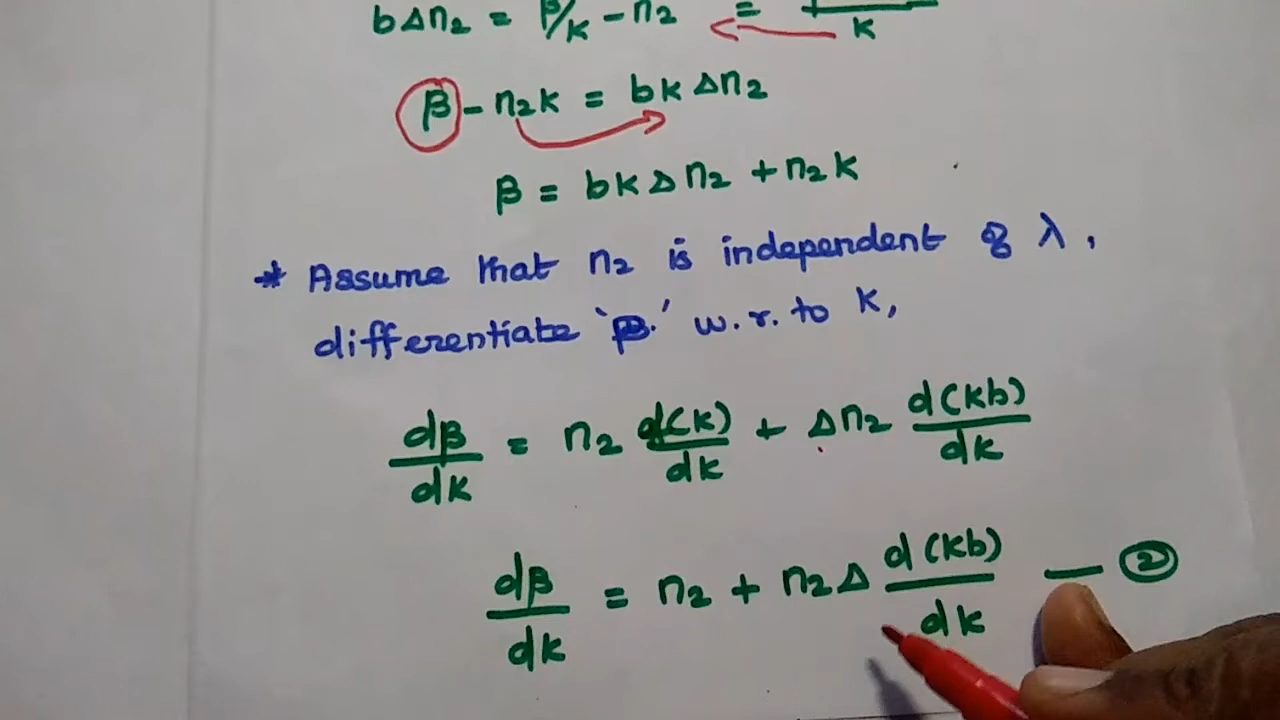 bΔn₂ = β/k - n₂ = k
β - n₂k = bkΔn₂
β = bkΔn₂ + n₂k
* Assume that n₂ is independent of λ,
differentiate 'β' w.r.to k,
dβ/dk = n₂ d(k)/dk + Δn₂ d(kb)/dk
dβ/dk = n₂ + n₂Δ d(kb)/dk — ②